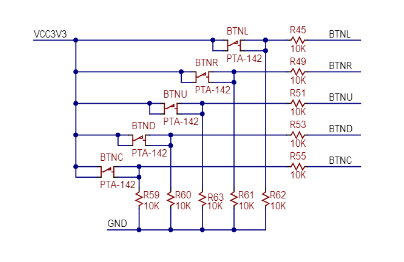 BTNL R45 BTNL
VCC3V3
10K
PTA-142
BTNR R49 BTNR
10K
PTA-142
BTNU R51 BTNU
10K
PTA-142
BTND R53 BTND
10K
PTA-142
BTNC R55 BTNC
10K
PTA-142
R59 R60 R63 R61 R62
10K 10K 10K 10K 10K
GND